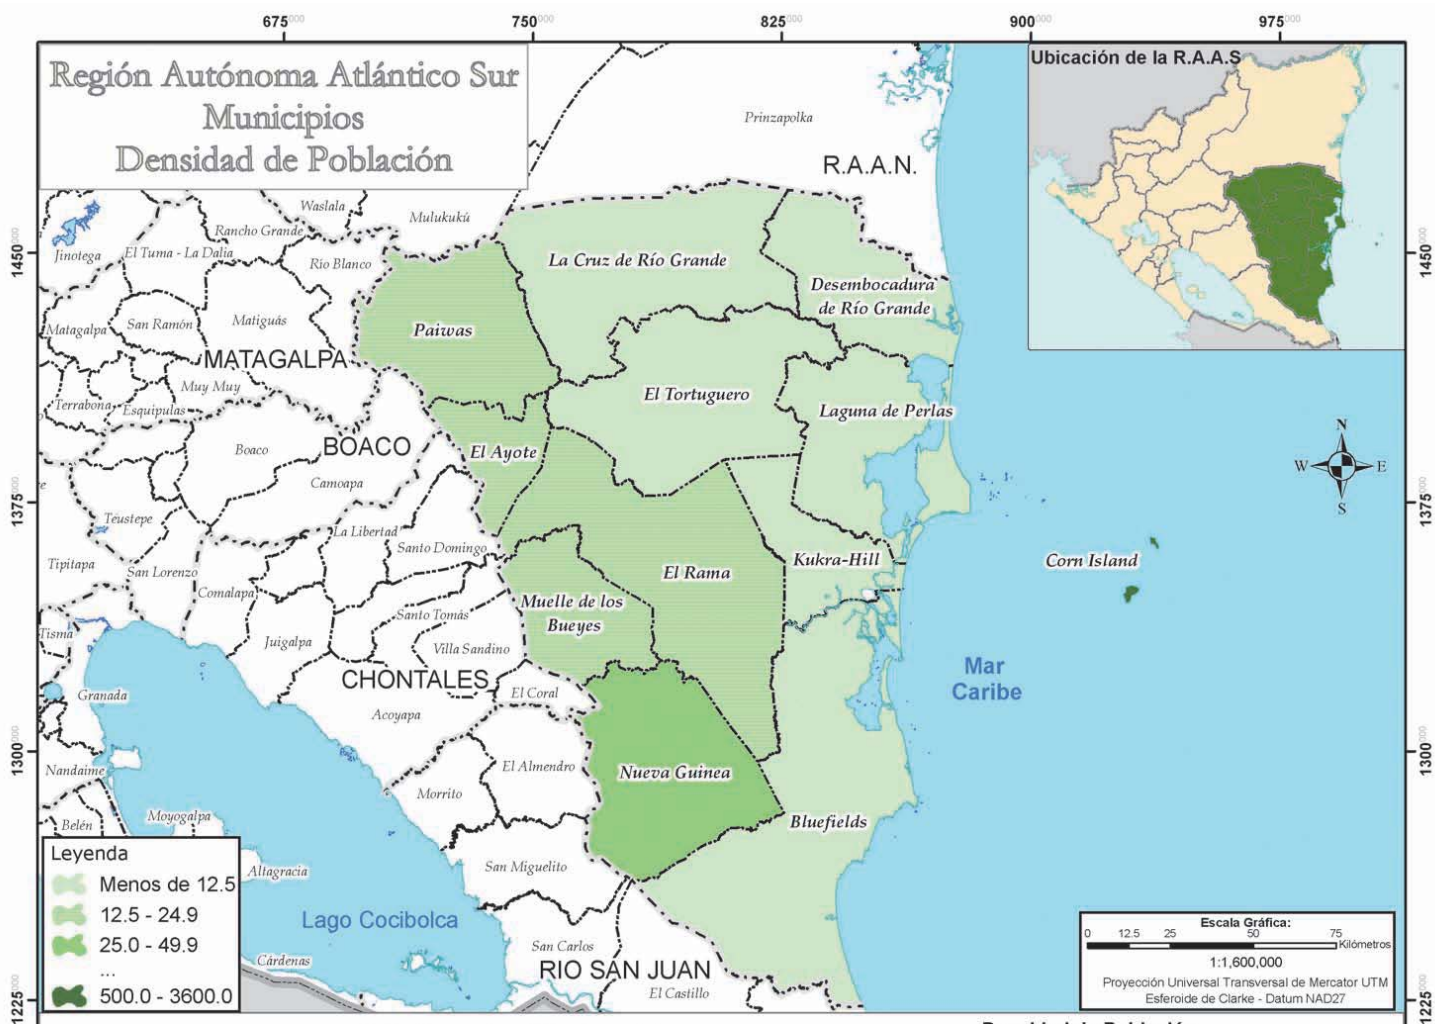 675000 750000 825000 900000 975000
Región Autónoma Atlántico Sur
Municipios
Densidad de Población
Ubicación de la R.A.A.S
Prinzapolka
R.A.A.N.
Waslala
Mulukukú
Rancho Grande
El Tuma - La Dalia
Jinotega
Rio Blanco
1450000
1450000
La Cruz de Río Grande
Desembocadura
de Río Grande
Matagalpa
San Ramón
Matiguás
Paiwas
MATAGALPA
Muy Muy
Terrabona
Esquipulas
El Tortuguero
Laguna de Perlas
Boaco
BOACO
El Ayote
Camoapa
N
W E
S
1375000
1375000
Teustepe
La Libertad
Santo Domingo
Tipitapa
San Lorenzo
Comalapa
Kukra-Hill
Corn Island
El Rama
Muelle de los
Bueyes
Santo Tomás
Tisma
Juigalpa
Villa Sandino
CHONTALES
Mar
Caribe
Granada
El Coral
Acoyapa
1300000
1300000
Nandaime
El Almendro
Nueva Guinea
Morrito
Belén
Moyogalpa
Bluefields
San Miguelito
Altagracia
Leyenda
Menos de 12.5
12.5 - 24.9
25.0 - 49.9
...
500.0 - 3600.0
Lago Cocibolca
San Carlos
Cárdenas
RIO SAN JUAN
El Castillo
Escala Gráfica:
0 12.5 25 50 75
Kilómetros
1:1,600,000
Proyección Universal Transversal de Mercator UTM
Esferoide de Clarke - Datum NAD27
1225000
1225000